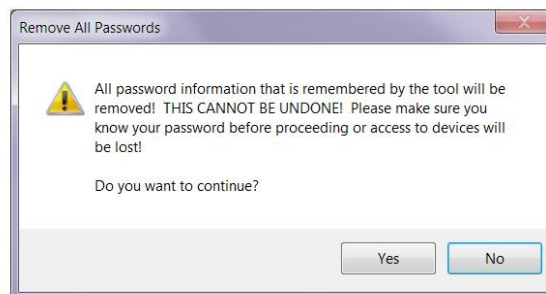 Remove All Passwords
All password information that is remembered by the tool will be
removed!  THIS CANNOT BE UNDONE!  Please make sure you
know your password before proceeding or access to devices will
be lost!
Do you want to continue?
Yes No